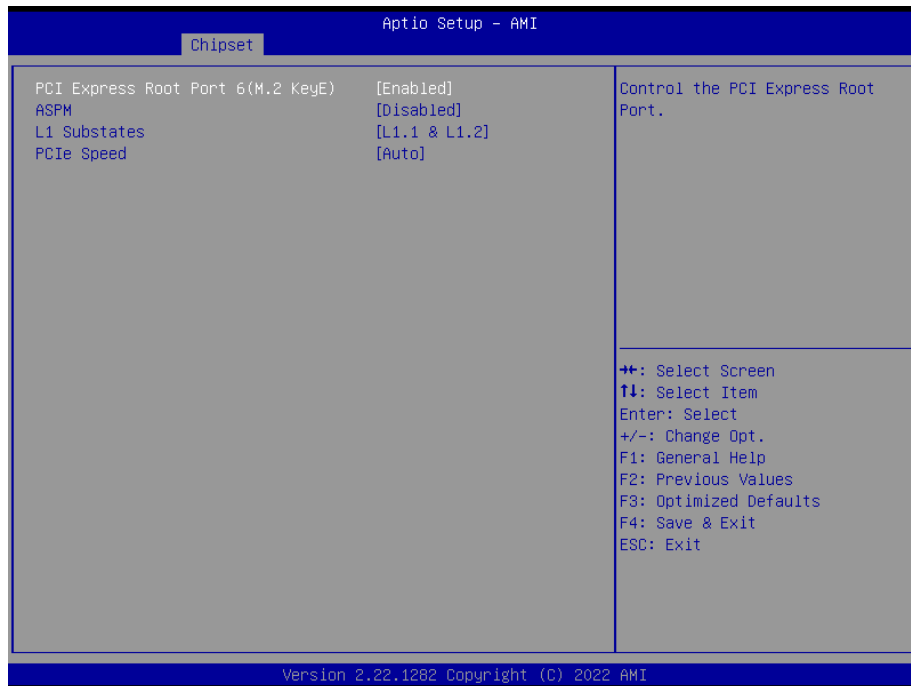 Aptio Setup - AMI
Chipset
PCI Express Root Port 6(M.2 KeyE) [Enabled]
ASPM [Disabled]
L1 Substates [L1.1 & L1.2]
PCIe Speed [Auto]
Control the PCI Express Root
Port.
→←: Select Screen
↑↓: Select Item
Enter: Select
+/-: Change Opt.
F1: General Help
F2: Previous Values
F3: Optimized Defaults
F4: Save & Exit
ESC: Exit
Version 2.22.1282 Copyright (C) 2022 AMI